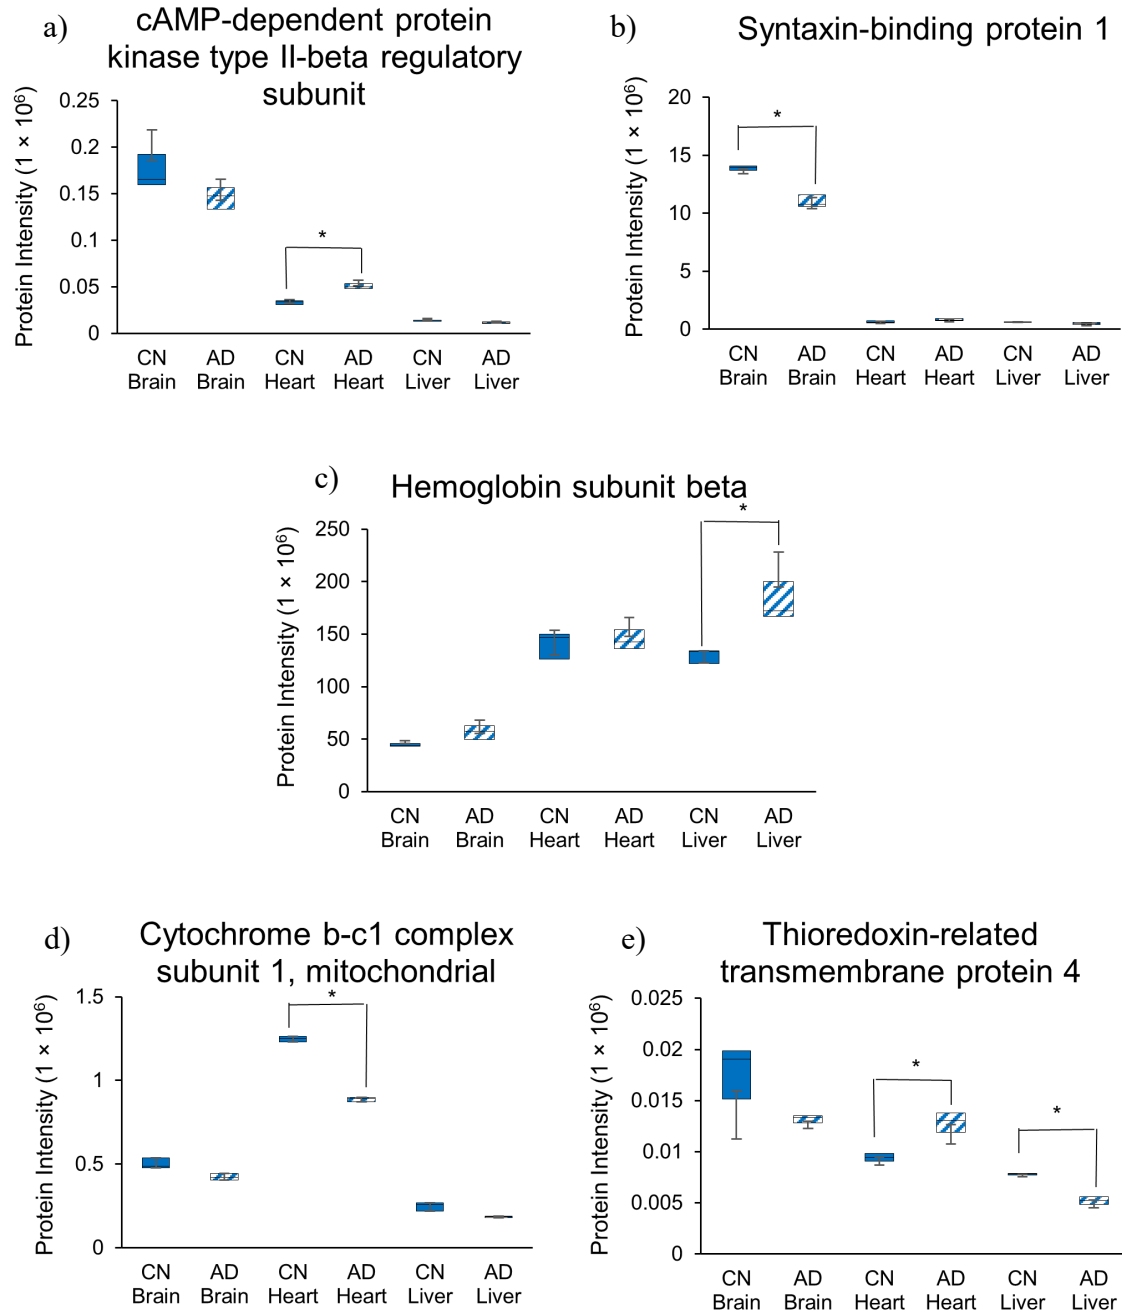 a)
cAMP-dependent protein
kinase type II-beta regulatory
subunit
Protein Intensity (1 × 10⁶)
0.25
0.2
0.15
0.1
0.05
0
*
CN
Brain
AD
Brain
CN
Heart
AD
Heart
CN
Liver
AD
Liver
b)
Syntaxin-binding protein 1
Protein Intensity (1 × 10⁶)
20
15
10
5
0
*
CN
Brain
AD
Brain
CN
Heart
AD
Heart
CN
Liver
AD
Liver
c)
Hemoglobin subunit beta
Protein Intensity (1 × 10⁶)
250
200
150
100
50
0
*
CN
Brain
AD
Brain
CN
Heart
AD
Heart
CN
Liver
AD
Liver
d)
Cytochrome b-c1 complex
subunit 1, mitochondrial
Protein Intensity (1 × 10⁶)
1.5
1
0.5
0
*
CN
Brain
AD
Brain
CN
Heart
AD
Heart
CN
Liver
AD
Liver
e)
Thioredoxin-related
transmembrane protein 4
Protein Intensity (1 × 10⁶)
0.025
0.02
0.015
0.01
0.005
0
*
*
CN
Brain
AD
Brain
CN
Heart
AD
Heart
CN
Liver
AD
Liver